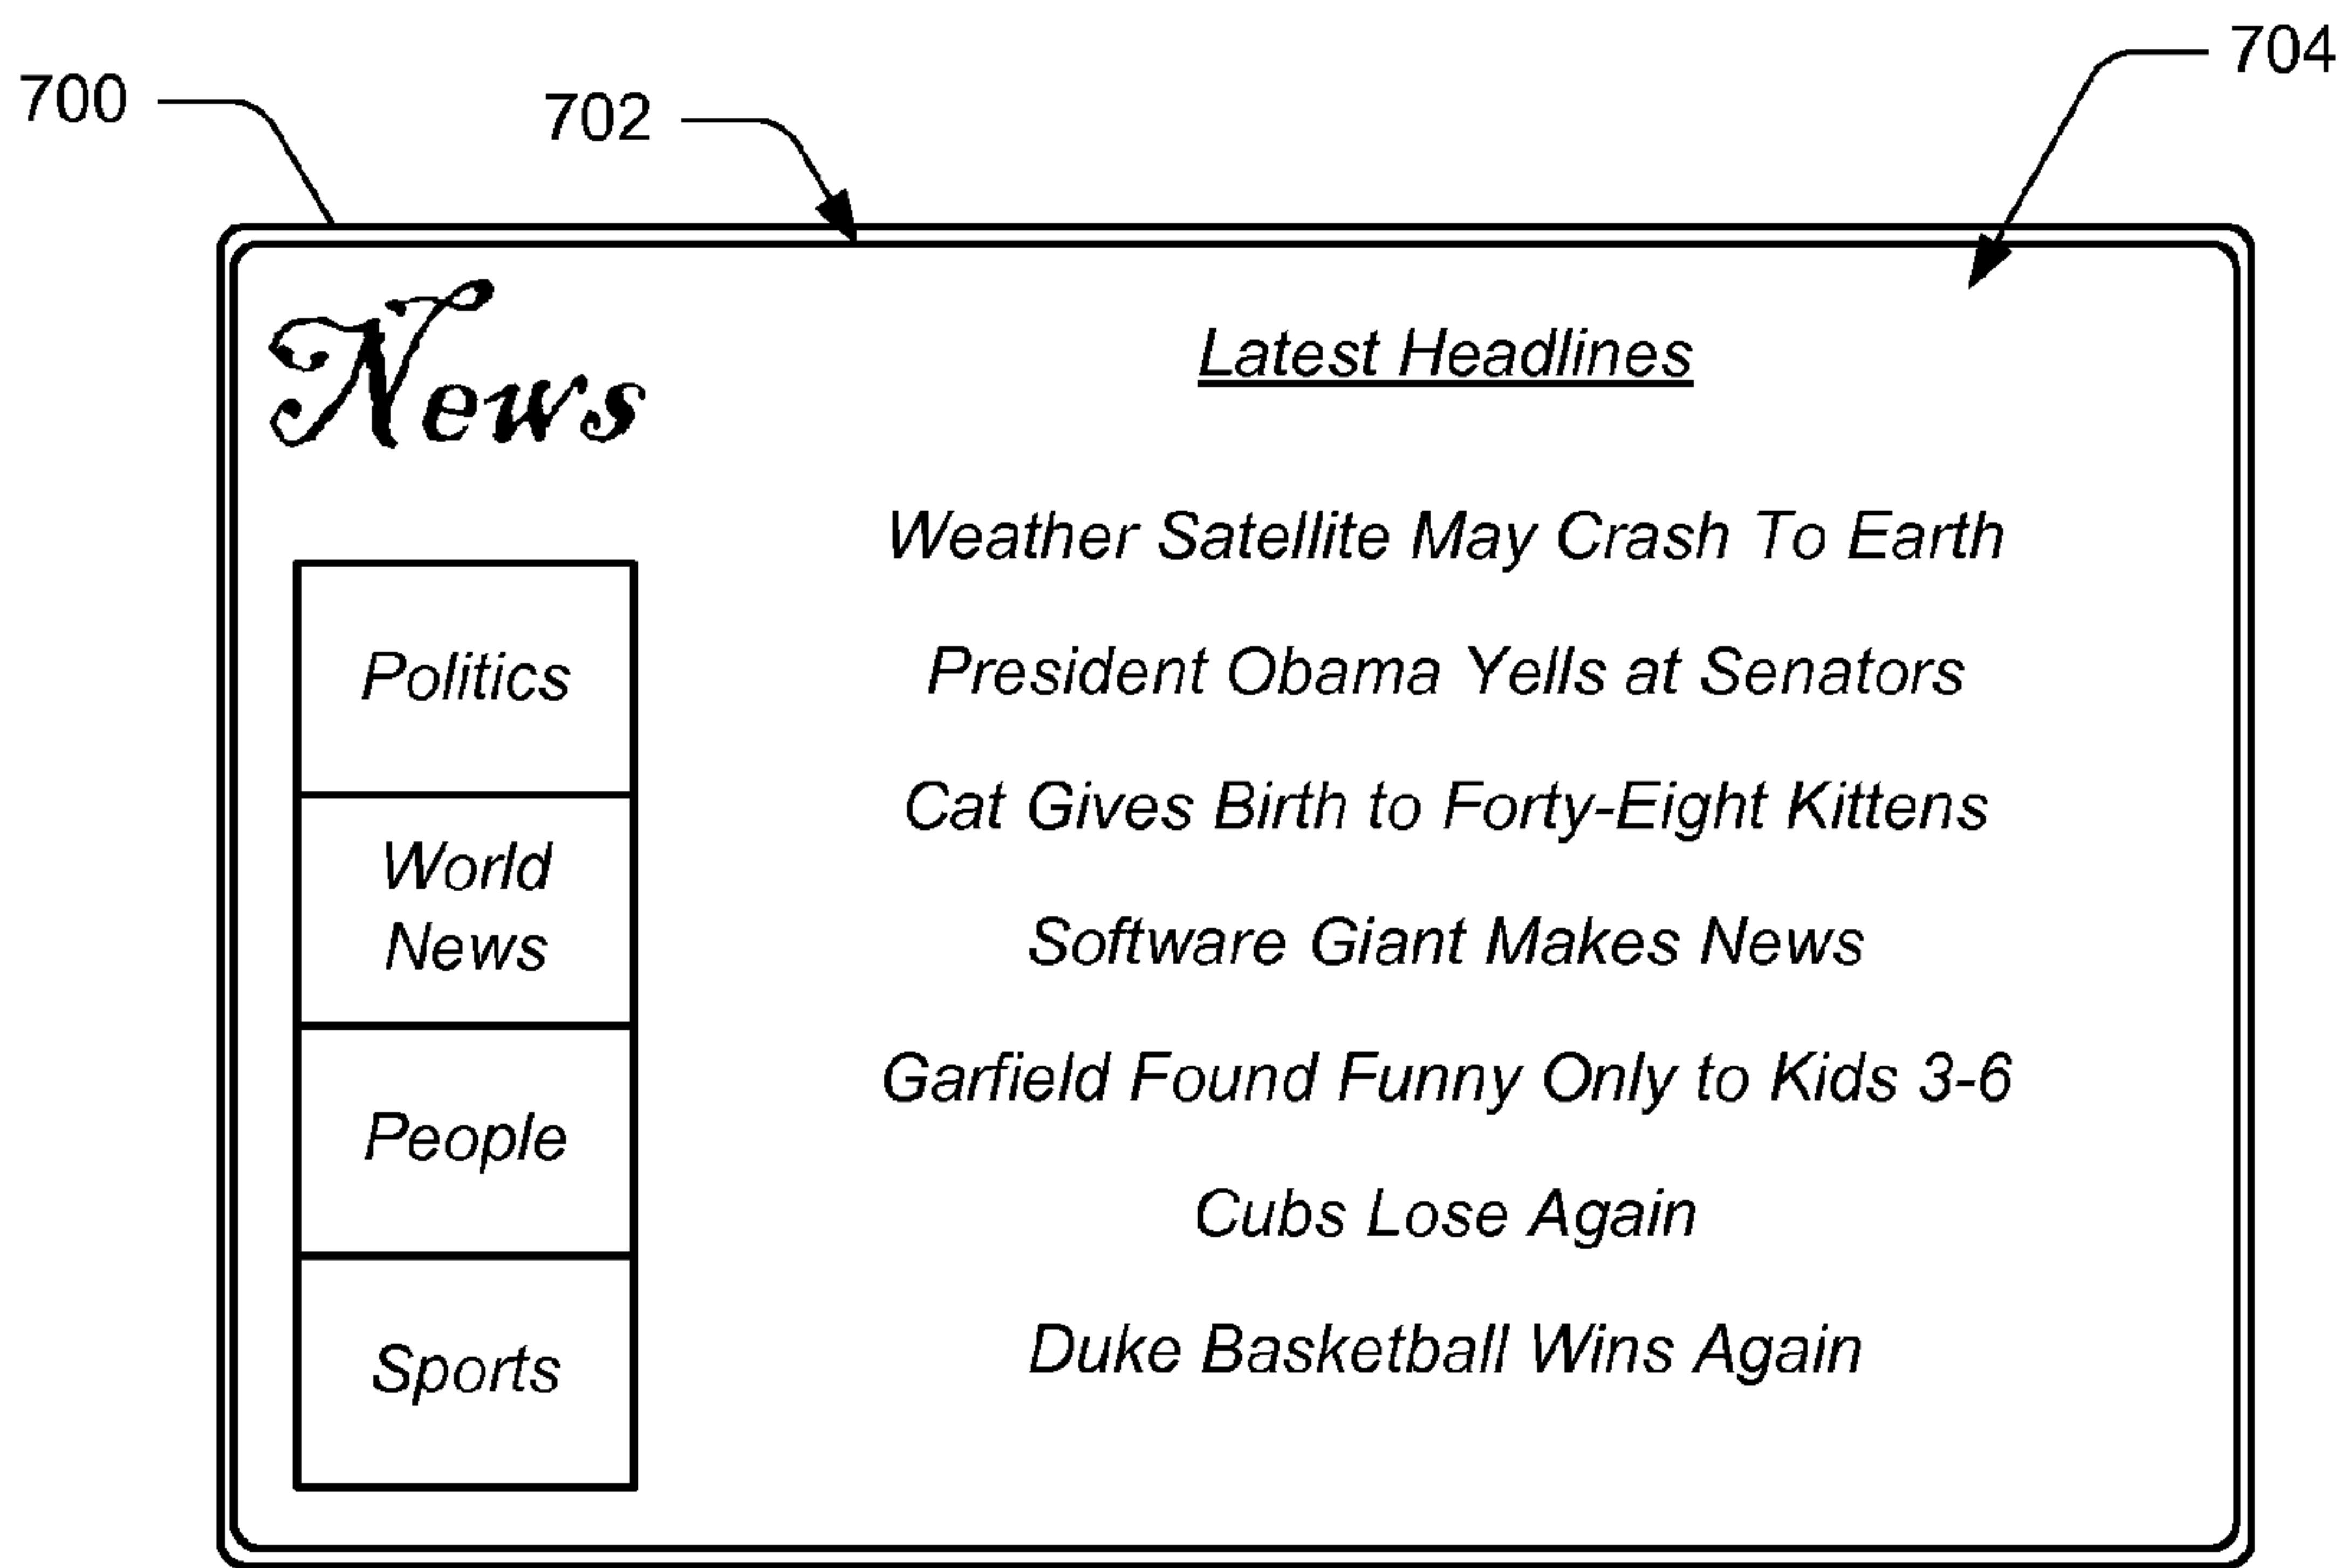 704
700
702
News
Latest Headlines
Weather Satellite May Crash To Earth
President Obama Yells at Senators
Cat Gives Birth to Forty-Eight Kittens
Software Giant Makes News
Garfield Found Funny Only to Kids 3-6
Cubs Lose Again
Duke Basketball Wins Again
Politics
World
News
People
Sports